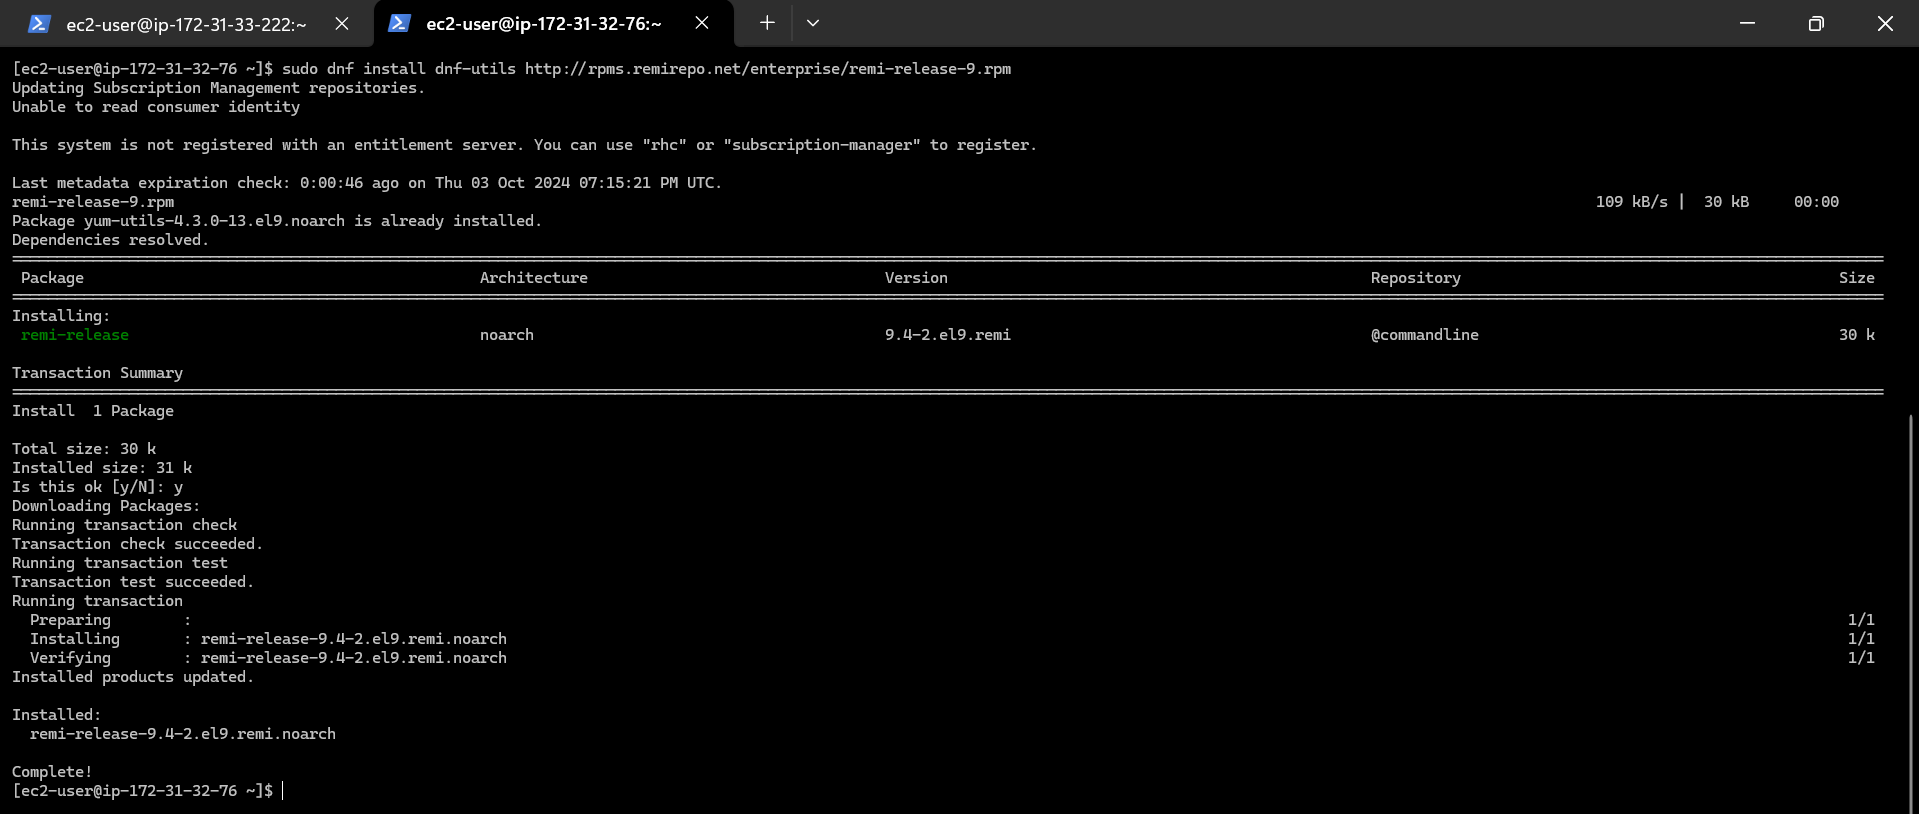 ec2-user@ip-172-31-33-222:~ ec2-user@ip-172-31-32-76:~
[ec2-user@ip-172-31-32-76 ~]$ sudo dnf install dnf-utils http://rpms.remirepo.net/enterprise/remi-release-9.rpm
Updating Subscription Management repositories.
Unable to read consumer identity
This system is not registered with an entitlement server. You can use "rhc" or "subscription-manager" to register.
Last metadata expiration check: 0:00:46 ago on Thu 03 Oct 2024 07:15:21 PM UTC.
remi-release-9.rpm 109 kB/s | 30 kB 00:00
Package yum-utils-4.3.0-13.el9.noarch is already installed.
Dependencies resolved.
Package Architecture Version Repository Size
Installing:
remi-release noarch 9.4-2.el9.remi @commandline 30 k
Transaction Summary
Install 1 Package
Total size: 30 k
Installed size: 31 k
Is this ok [y/N]: y
Downloading Packages:
Running transaction check
Transaction check succeeded.
Running transaction test
Transaction test succeeded.
Running transaction
Preparing : 1/1
Installing : remi-release-9.4-2.el9.remi.noarch 1/1
Verifying : remi-release-9.4-2.el9.remi.noarch 1/1
Installed products updated.
Installed:
remi-release-9.4-2.el9.remi.noarch
Complete!
[ec2-user@ip-172-31-32-76 ~]$